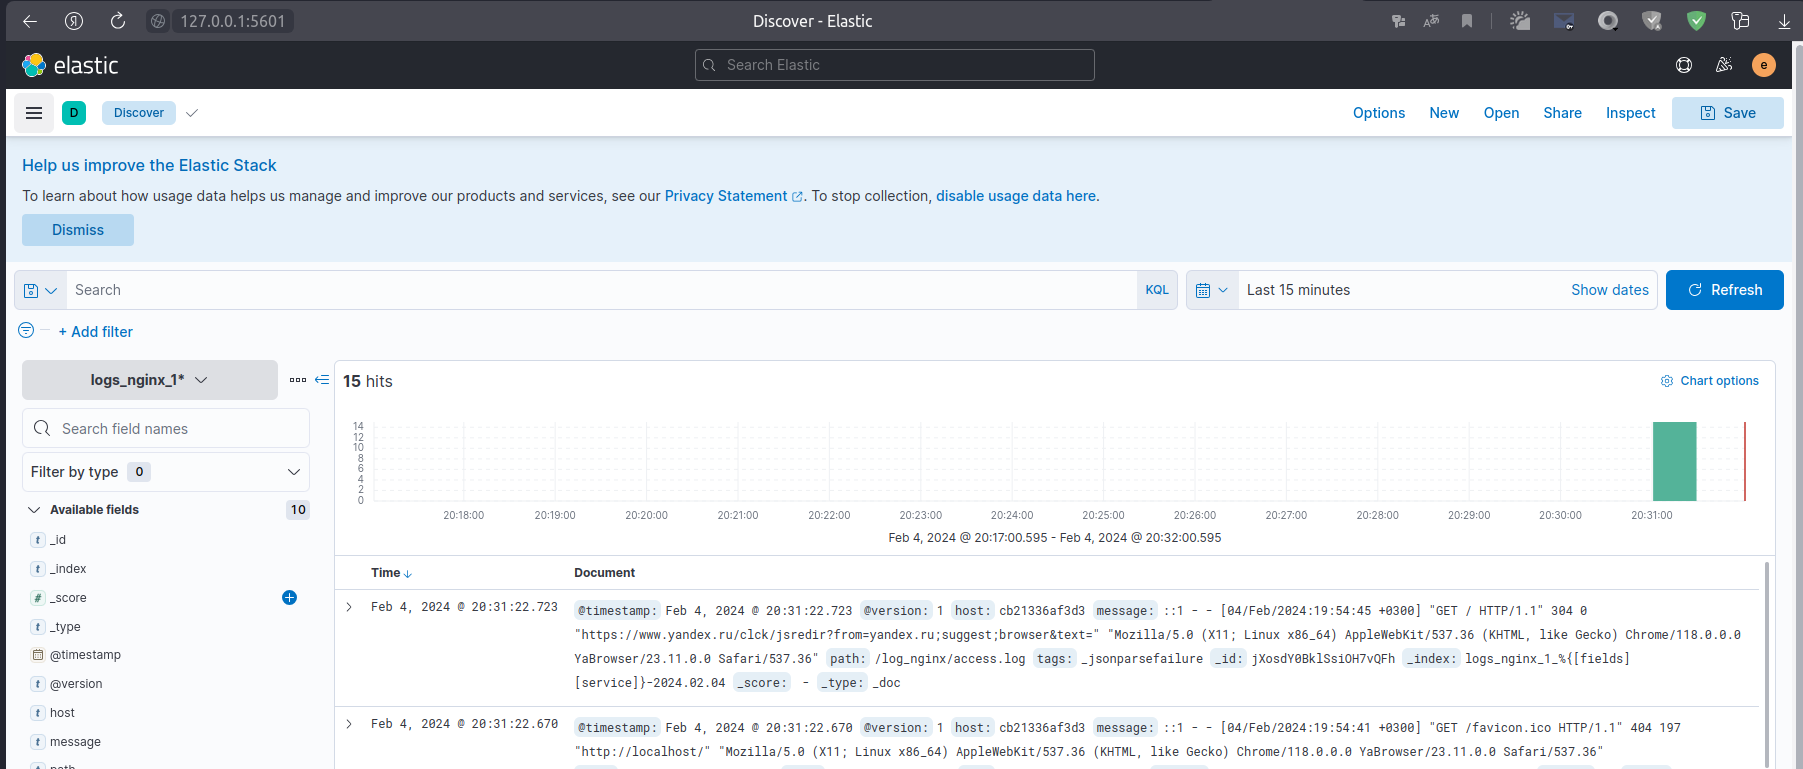 127.0.0.1:5601
Discover - Elastic
elastic
Search Elastic
e
D
Discover
Options
New
Open
Share
Inspect
Save
Help us improve the Elastic Stack
To learn about how usage data helps us manage and improve our products and services, see our Privacy Statement. To stop collection, disable usage data here.
Dismiss
Search
KQL
Last 15 minutes
Show dates
Refresh
+ Add filter
logs_nginx_1*
Search field names
Filter by type 0
Available fields 10
t _id
t _index
# _score
t _type
@timestamp
t @version
t host
t message
15 hits
Chart options
14
12
10
8
6
4
2
0
20:18:00 20:19:00 20:20:00 20:21:00 20:22:00 20:23:00 20:24:00 20:25:00 20:26:00 20:27:00 20:28:00 20:29:00 20:30:00 20:31:00
Feb 4, 2024 @ 20:17:00.595 - Feb 4, 2024 @ 20:32:00.595
Time Document
Feb 4, 2024 @ 20:31:22.723 @timestamp: Feb 4, 2024 @ 20:31:22.723 @version: 1 host: cb21336af3d3 message: ::1 - - [04/Feb/2024:19:54:45 +0300] "GET / HTTP/1.1" 304 0
"https://www.yandex.ru/clck/jsredir?from=yandex.ru;suggest;browser&text=" "Mozilla/5.0 (X11; Linux x86_64) AppleWebKit/537.36 (KHTML, like Gecko) Chrome/118.0.0.0
YaBrowser/23.11.0.0 Safari/537.36" path: /log_nginx/access.log tags: _jsonparsefailure _id: jXosdY0BklSsiOH7vQFh _index: logs_nginx_1_%{[fields]
[service]}-2024.02.04 _score: - _type: _doc
Feb 4, 2024 @ 20:31:22.670 @timestamp: Feb 4, 2024 @ 20:31:22.670 @version: 1 host: cb21336af3d3 message: ::1 - - [04/Feb/2024:19:54:41 +0300] "GET /favicon.ico HTTP/1.1" 404 197
"http://localhost/" "Mozilla/5.0 (X11; Linux x86_64) AppleWebKit/537.36 (KHTML, like Gecko) Chrome/118.0.0.0 YaBrowser/23.11.0.0 Safari/537.36"